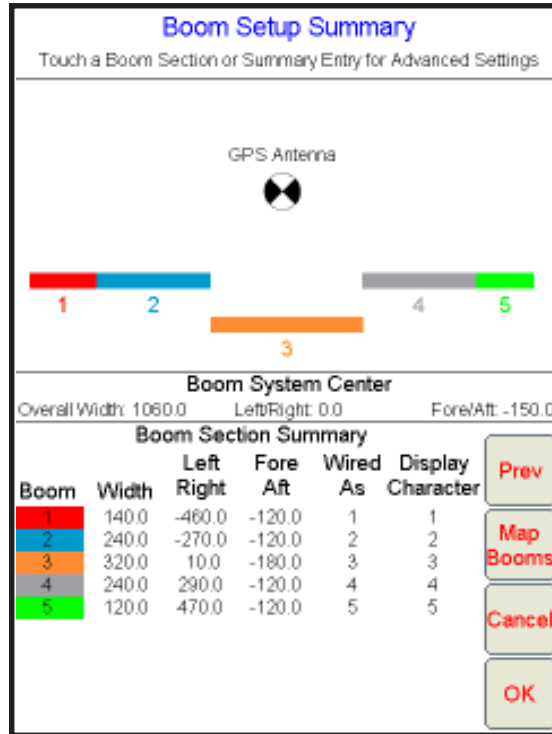 Boom Setup Summary
Touch a Boom Section or Summary Entry for Advanced Settings
GPS Antenna
1 2 4 5
3
Boom System Center
Overall Width: 1060.0 Left/Right: 0.0 Fore/Aft: -150.0
Boom Section Summary
Boom Width Left Right Fore Aft Wired As Display Character
1 140.0 -460.0 -120.0 1 1
2 240.0 -270.0 -120.0 2 2
3 320.0 10.0 -180.0 3 3
4 240.0 290.0 -120.0 4 4
5 120.0 470.0 -120.0 5 5
Prev
Map Booms
Cancel
OK